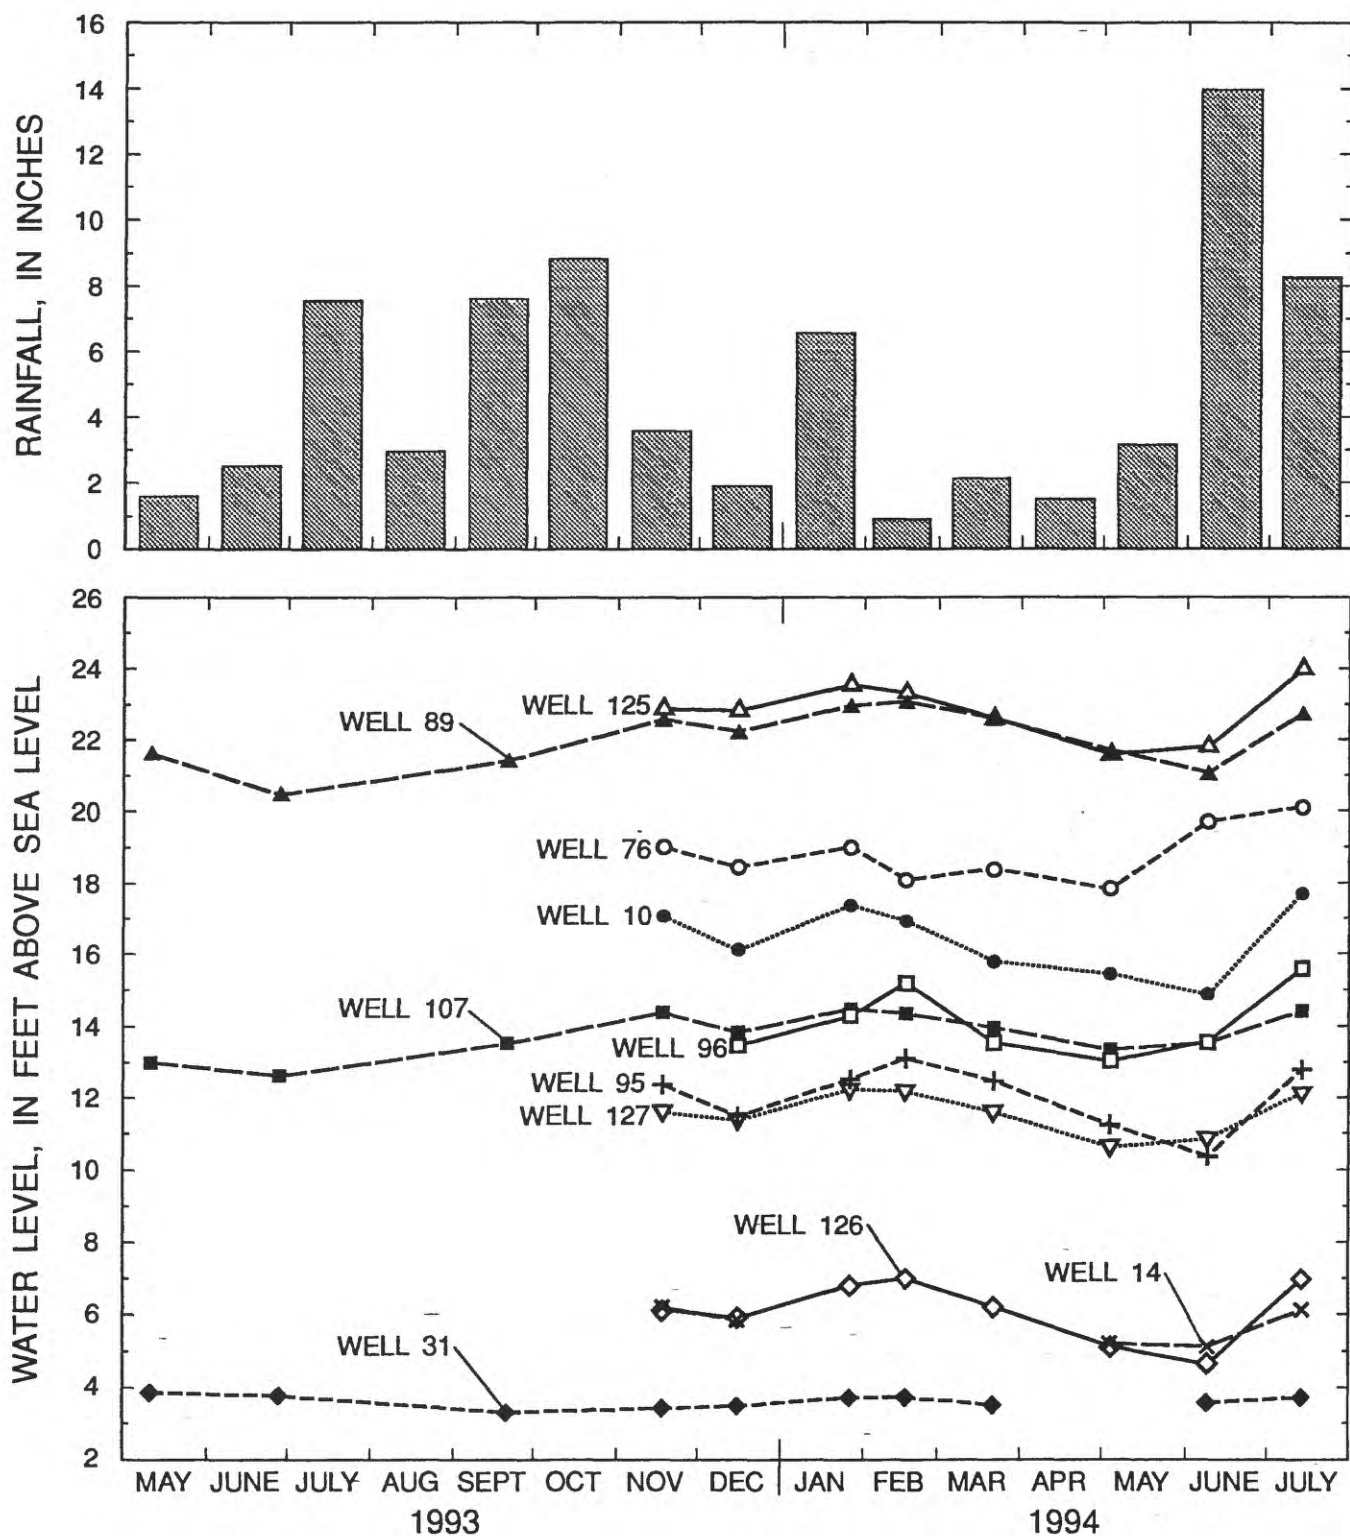 RAINFALL, IN INCHES
16
14
12
10
8
6
4
2
0
WATER LEVEL, IN FEET ABOVE SEA LEVEL
26
24
22
20
18
16
14
12
10
8
6
4
2
WELL 125
WELL 89
WELL 76
WELL 10
WELL 107
WELL 96
WELL 95
WELL 127
WELL 126
WELL 14
WELL 31
MAY JUNE JULY AUG SEPT OCT NOV DEC JAN FEB MAR APR MAY JUNE JULY
1993 1994